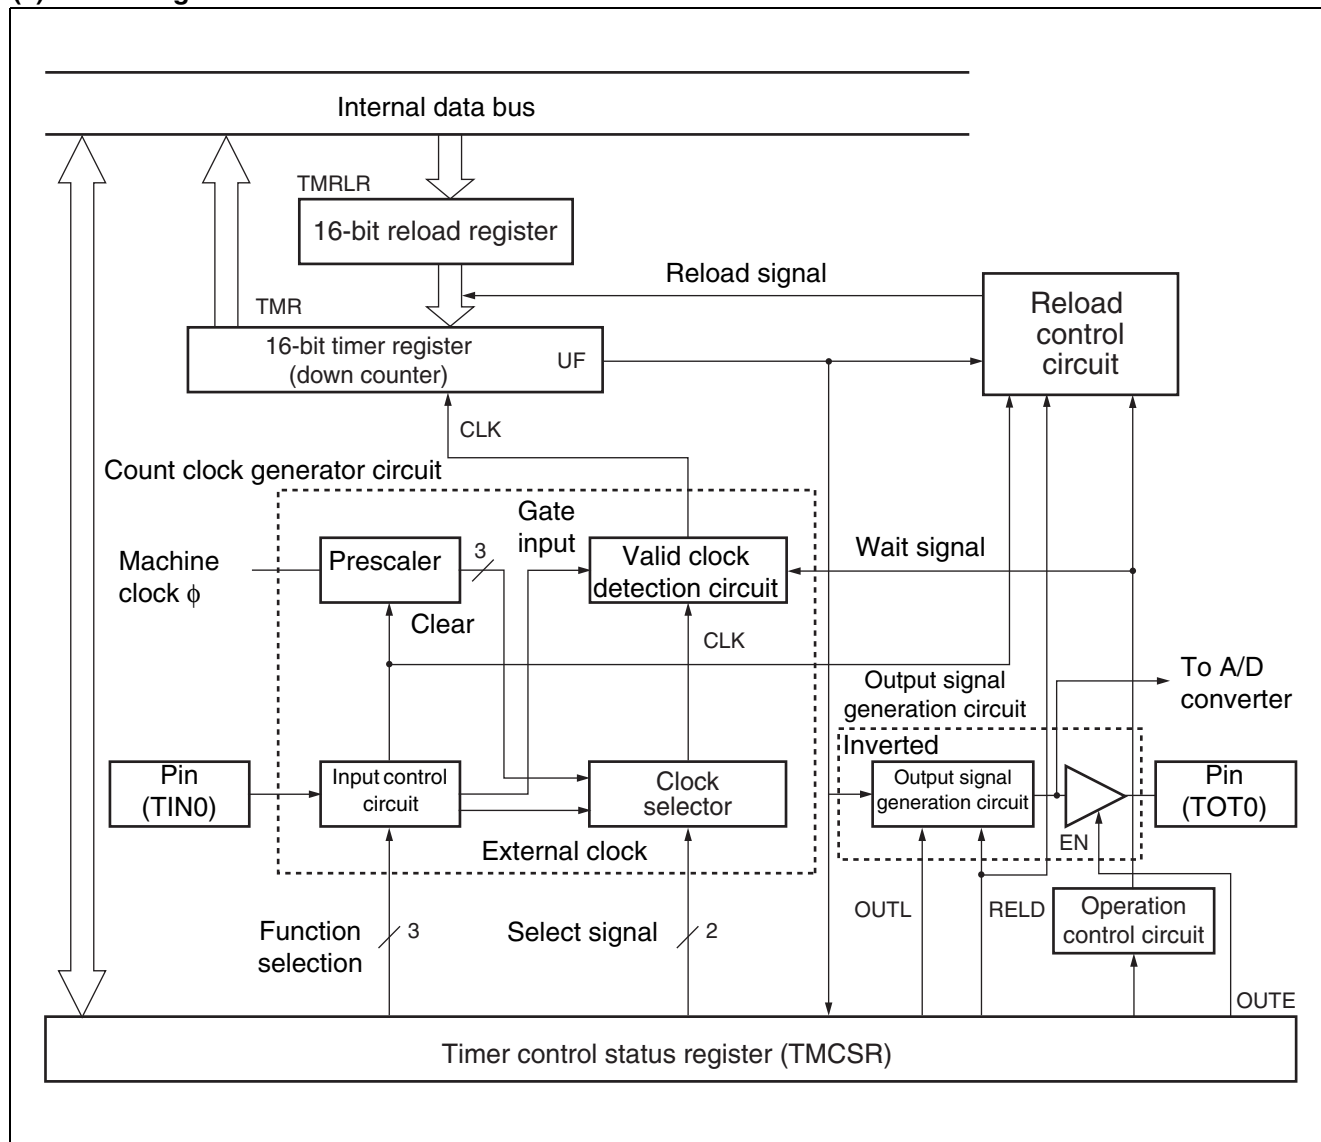 Internal data bus
TMRLR
16-bit reload register
Reload signal
Reload
control
circuit
TMR
16-bit timer register
(down counter)
UF
CLK
Count clock generator circuit
Gate
input
Machine
clock ϕ
Prescaler
3
Valid clock
detection circuit
Wait signal
Clear
CLK
To A/D
converter
Output signal
generation circuit
Inverted
Pin
(TIN0)
Input control
circuit
Clock
selector
Output signal
generation circuit
Pin
(TOT0)
EN
External clock
OUTL
RELD
Operation
control circuit
Function
selection
3
Select signal
2
OUTE
Timer control status register (TMCSR)